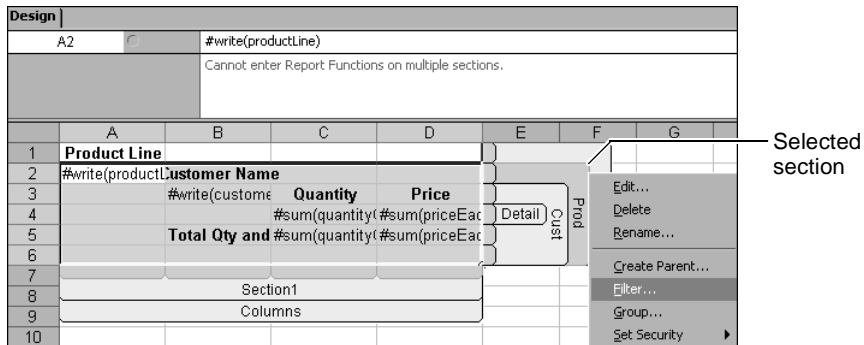 Design
A2 #write(productLine)
Cannot enter Report Functions on multiple sections.
A B C D E F G
1 Product Line
2 #write(productL Customer Name
3 #write(custome Quantity Price
4 #sum(quantity( #sum(priceEac Detail
5 Total Qty and #sum(quantity( #sum(priceEac
6
7
8 Section1
9 Columns
10
Cust
Prod
Edit...
Delete
Rename...
Create Parent...
Filter...
Group...
Set Security
Selected
section